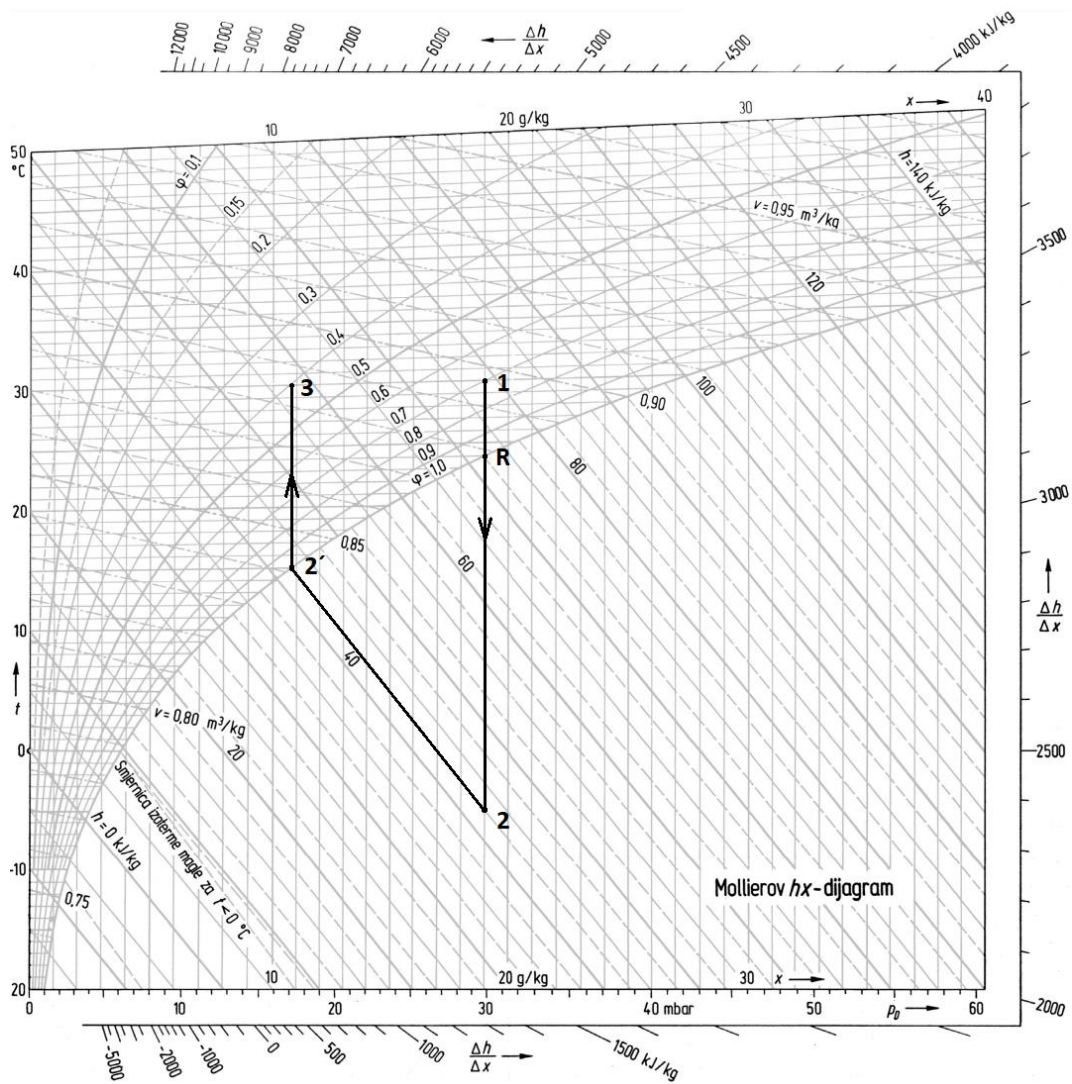 12000 10000 9000 8000 7000 6000 ← Δh/Δx 5000 4500 4000 kJ/kg
10 20 g/kg 30 x → 40
50
°C
40
30
20
10
t
0
-10
20
φ = 0,1
0,15
0,2
0,3
0,4
0,5
0,6
0,7
0,8
0,9
φ = 1,0
v = 0,95 m³/kg
h = 140 kJ/kg
120
100
0,90
80
60
0,85
40
v = 0,80 m³/kg
20
h = 0 kJ/kg
0,75
Smjernica izoterme magle za t < 0 °C
3
1
R
2´
2
3500
3000
Δh/Δx
2500
2000
Mollierov hx-dijagram
10 20 g/kg 30 x →
0 10 20 30 40 mbar 50 p_D → 60
-5000 -2000 -1000 0 500 1000 Δh/Δx → 1500 kJ/kg